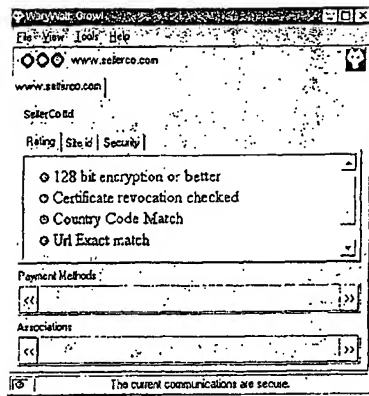 WaryWolf: Growl
File View Tools Help
www.sellerco.com
www.sellerco.com
SellerCo ltd
Rating Site id Security
128 bit encryption or better
Certificate revocation checked
Country Code Match
Url Exact match
Payment Methods
<< >>
Associations
<< >>
The current communications are secure.